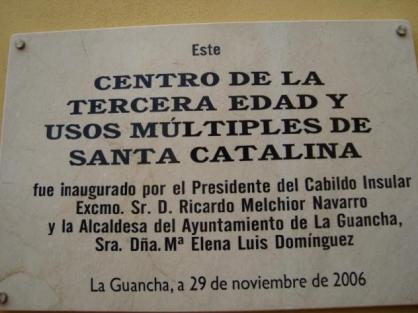 Este
CENTRO DE LA
TERCERA EDAD Y
USOS MÚLTIPLES DE
SANTA CATALINA
fue inaugurado por el Presidente del Cabildo Insular
Excmo. Sr. D. Ricardo Melchior Navarro
y la Alcaldesa del Ayuntamiento de La Guancha,
Sra. Dña. Mª Elena Luis Domínguez
La Guancha, a 29 de noviembre de 2006